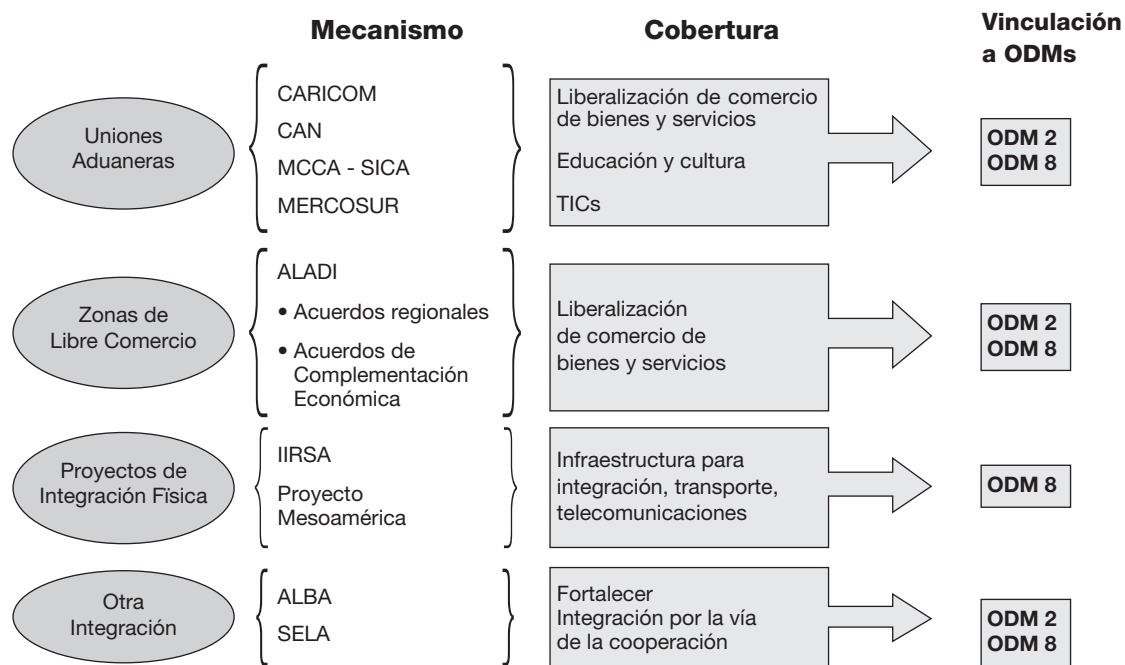 Mecanismo
Cobertura
Vinculación
a ODMs
Uniones
Aduaneras
CARICOM
CAN
MCCA - SICA
MERCOSUR
Liberalización de comercio
de bienes y servicios
Educación y cultura
TICs
ODM 2
ODM 8
Zonas de
Libre Comercio
ALADI
• Acuerdos regionales
• Acuerdos de
Complementación
Económica
Liberalización
de comercio de
bienes y servicios
ODM 2
ODM 8
Proyectos de
Integración Fïsica
IIRSA
Proyecto
Mesoamérica
Infraestructura para
integración, transporte,
telecomunicaciones
ODM 8
Otra
Integración
ALBA
SELA
Fortalecer
Integración por la vía
de la cooperación
ODM 2
ODM 8